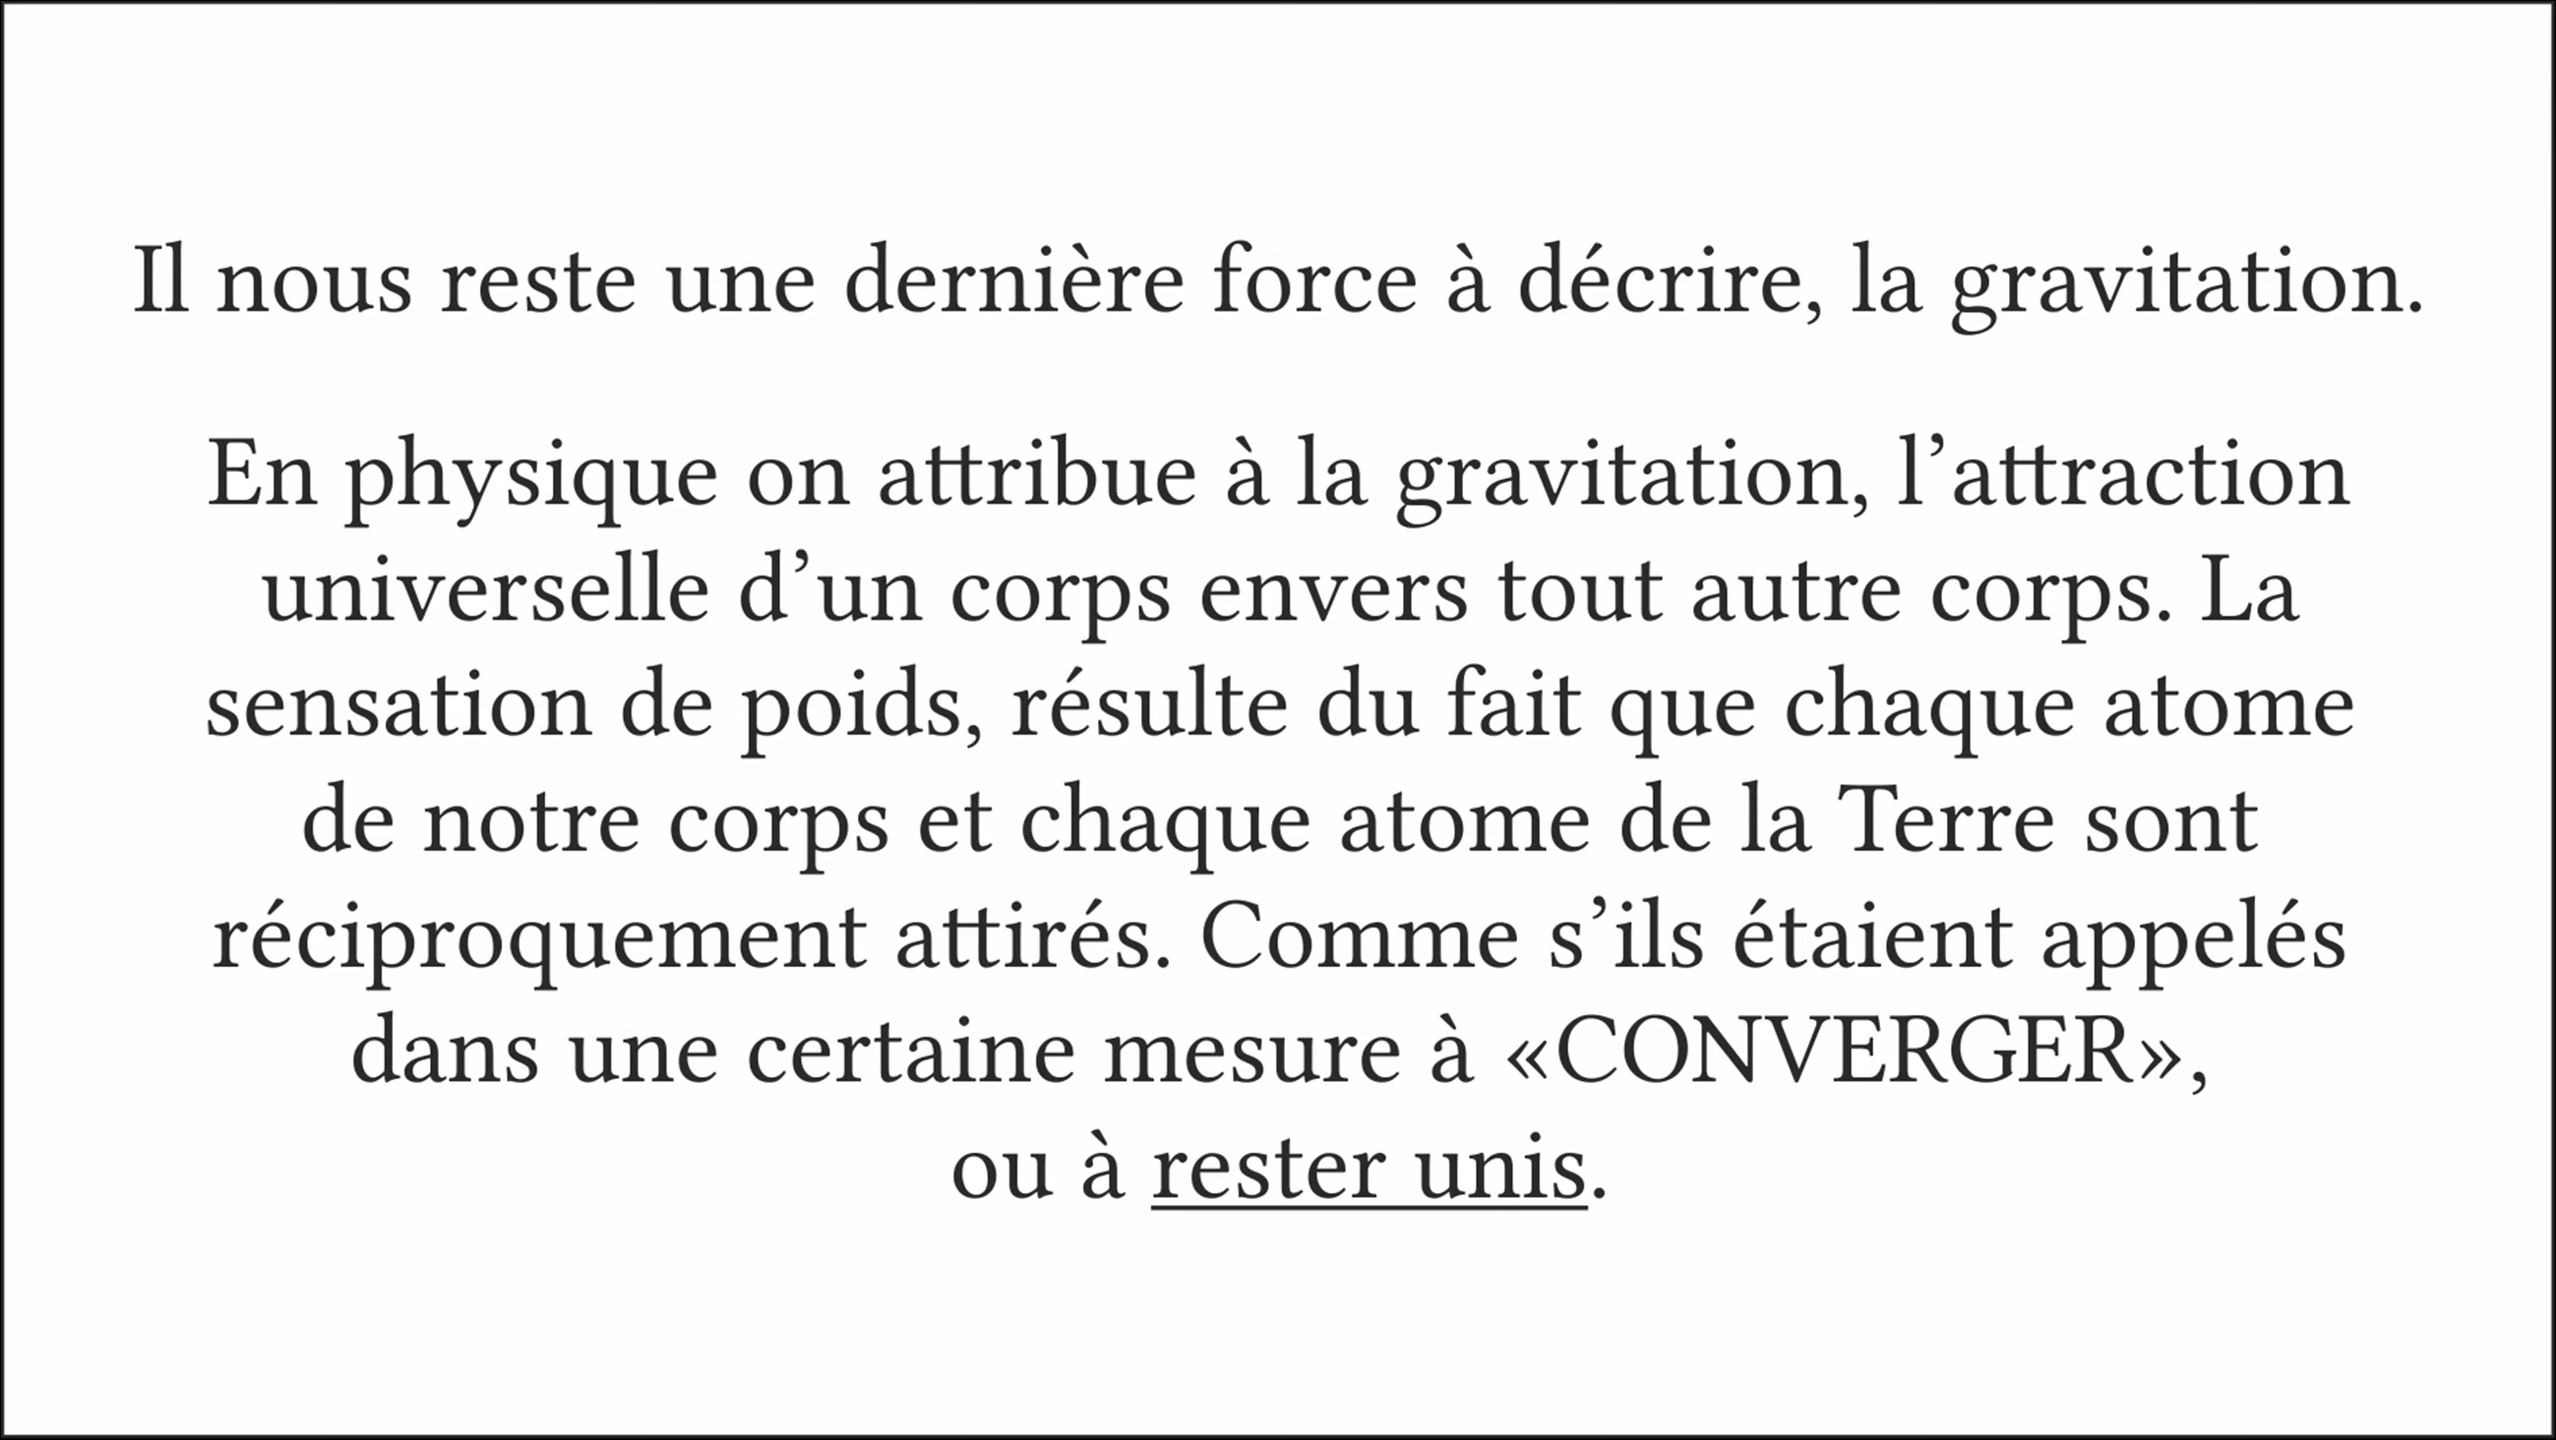 Il nous reste une dernière force à décrire, la gravitation.
En physique on attribue à la gravitation, l’attraction
universelle d’un corps envers tout autre corps. La
sensation de poids, résulte du fait que chaque atome
de notre corps et chaque atome de la Terre sont
réciproquement attirés. Comme s’ils étaient appelés
dans une certaine mesure à «CONVERGER»,
ou à rester unis.